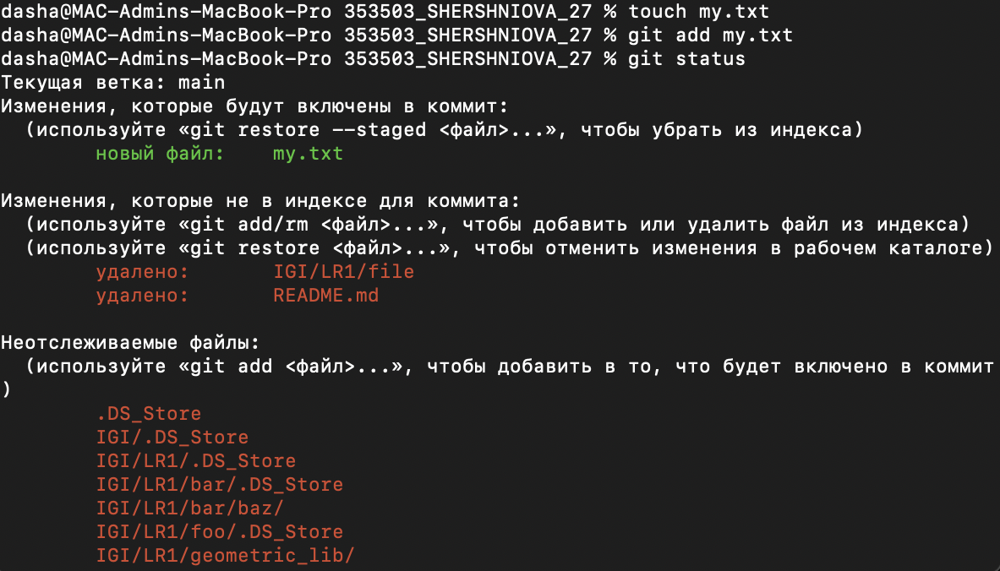 dasha@MAC-Admins-MacBook-Pro 353503_SHERSHNIOVA_27 % touch my.txt
dasha@MAC-Admins-MacBook-Pro 353503_SHERSHNIOVA_27 % git add my.txt
dasha@MAC-Admins-MacBook-Pro 353503_SHERSHNIOVA_27 % git status
Текущая ветка: main
Изменения, которые будут включены в коммит:
  (используйте «git restore --staged <файл>...», чтобы убрать из индекса)
        новый файл:    my.txt

Изменения, которые не в индексе для коммита:
  (используйте «git add/rm <файл>...», чтобы добавить или удалить файл из индекса)
  (используйте «git restore <файл>...», чтобы отменить изменения в рабочем каталоге)
        удалено:       IGI/LR1/file
        удалено:       README.md

Неотслеживаемые файлы:
  (используйте «git add <файл>...», чтобы добавить в то, что будет включено в коммит
)
        .DS_Store
        IGI/.DS_Store
        IGI/LR1/.DS_Store
        IGI/LR1/bar/.DS_Store
        IGI/LR1/bar/baz/
        IGI/LR1/foo/.DS_Store
        IGI/LR1/geometric_lib/